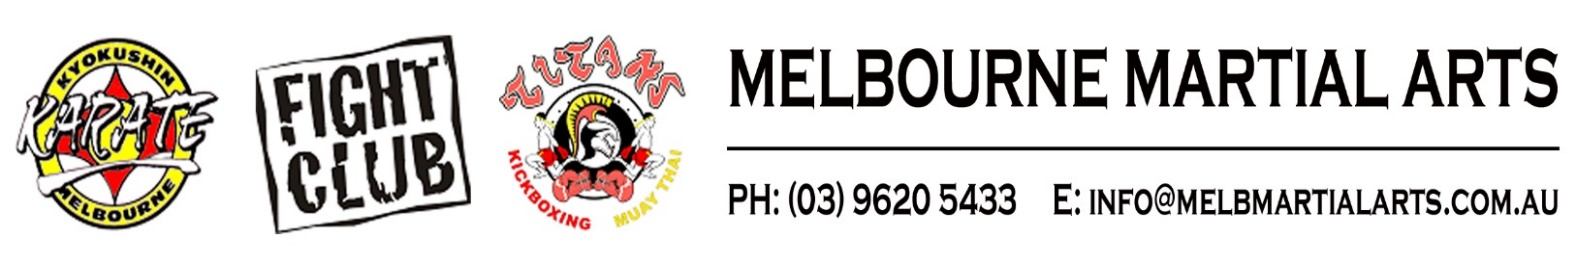 KYOKUSHIN
KARATE
MELBOURNE
FIGHT
CLUB
TITANS
KICKBOXING
MUAY THAI
MELBOURNE MARTIAL ARTS
PH: (03) 9620 5433 E: INFO@MELBMARTIALARTS.COM.AU